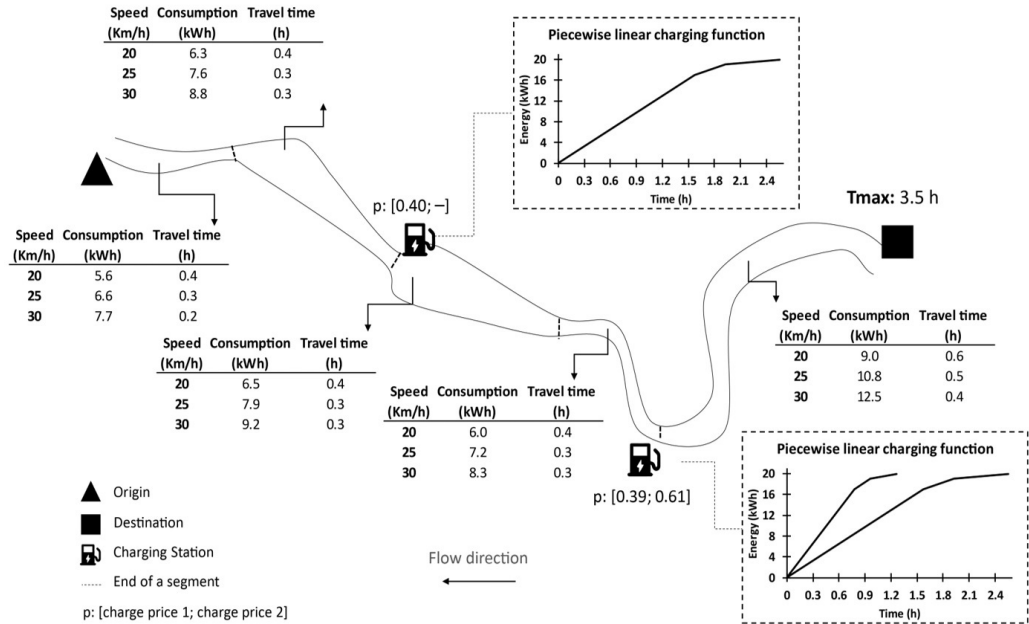 Speed Consumption Travel time
(Km/h) (kWh) (h)
20 6.3 0.4
25 7.6 0.3
30 8.8 0.3
Piecewise linear charging function
Energy (kWh)
20
16
12
8
4
0
0 0.3 0.6 0.9 1.2 1.5 1.8 2.1 2.4
Time (h)
Tmax: 3.5 h
p: [0.40; –]
Speed Consumption Travel time
(Km/h) (kWh) (h)
20 5.6 0.4
25 6.6 0.3
30 7.7 0.2
Speed Consumption Travel time
(Km/h) (kWh) (h)
20 6.5 0.4
25 7.9 0.3
30 9.2 0.3
Speed Consumption Travel time
(Km/h) (kWh) (h)
20 6.0 0.4
25 7.2 0.3
30 8.3 0.3
Speed Consumption Travel time
(Km/h) (kWh) (h)
20 9.0 0.6
25 10.8 0.5
30 12.5 0.4
p: [0.39; 0.61]
Piecewise linear charging function
Energy (kWh)
20
16
12
8
4
0
0 0.3 0.6 0.9 1.2 1.5 1.8 2.1 2.4
Time (h)
Origin
Destination
Charging Station
End of a segment
p: [charge price 1; charge price 2]
Flow direction